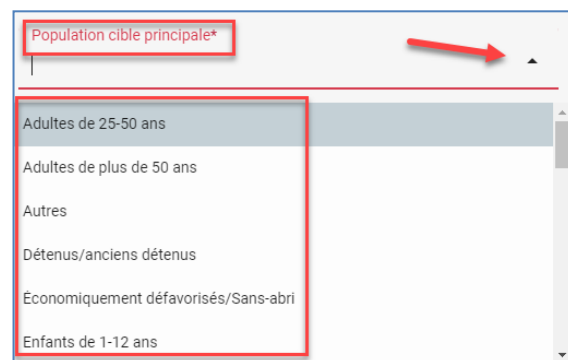 Population cible principale*
Adultes de 25-50 ans
Adultes de plus de 50 ans
Autres
Détenus/anciens détenus
Économiquement défavorisés/Sans-abri
Enfants de 1-12 ans